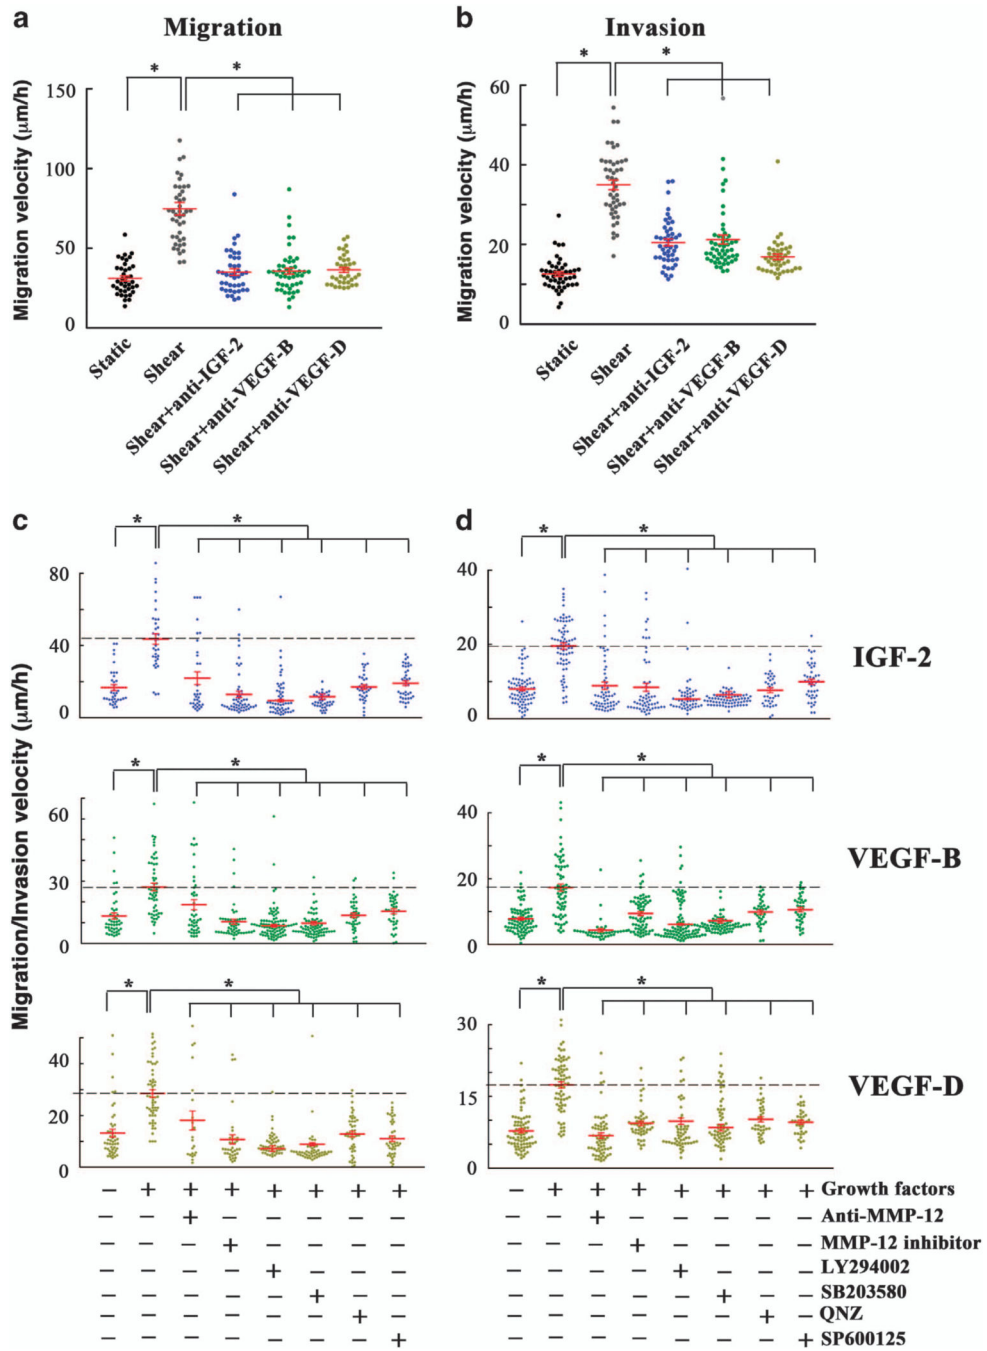 a
Migration
* *
Migration velocity (μm/h)
150
100
50
0
Static
Shear
Shear+anti-IGF-2
Shear+anti-VEGF-B
Shear+anti-VEGF-D
b
Invasion
* *
Migration velocity (μm/h)
60
40
20
0
Static
Shear
Shear+anti-IGF-2
Shear+anti-VEGF-B
Shear+anti-VEGF-D
c
Migration/Invasion velocity (μm/h)
* *
80
40
0
* *
60
30
0
* *
40
20
0
d
* *
40
20
0
IGF-2
* *
40
20
0
VEGF-B
* *
30
15
0
VEGF-D
− + + + + + + + − + + + + + + + Growth factors
− − + − − − − − − − + − − − − − Anti-MMP-12
− − − + − − − − − − − + − − − − MMP-12 inhibitor
− − − − + − − − − − − − + − − − LY294002
− − − − − + − − − − − − − + − − SB203580
− − − − − − + − − − − − − − + − QNZ
− − − − − − − + − − − − − − − + SP600125